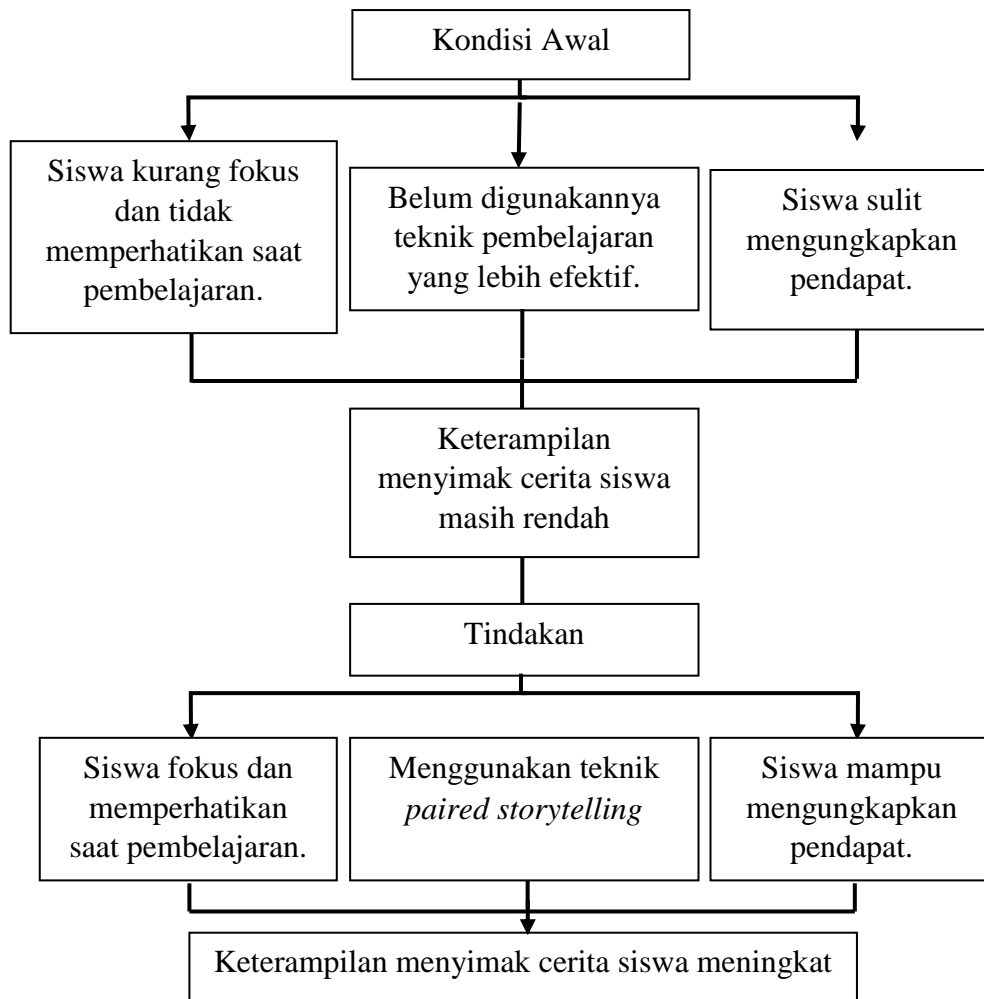 Kondisi Awal
Siswa kurang fokus
dan tidak
memperhatikan saat
pembelajaran.
Belum digunakannya
teknik pembelajaran
yang lebih efektif.
Siswa sulit
mengungkapkan
pendapat.
Keterampilan
menyimak cerita siswa
masih rendah
Tindakan
Siswa fokus dan
memperhatikan
saat pembelajaran.
Menggunakan teknik
paired storytelling
Siswa mampu
mengungkapkan
pendapat.
Keterampilan menyimak cerita siswa meningkat